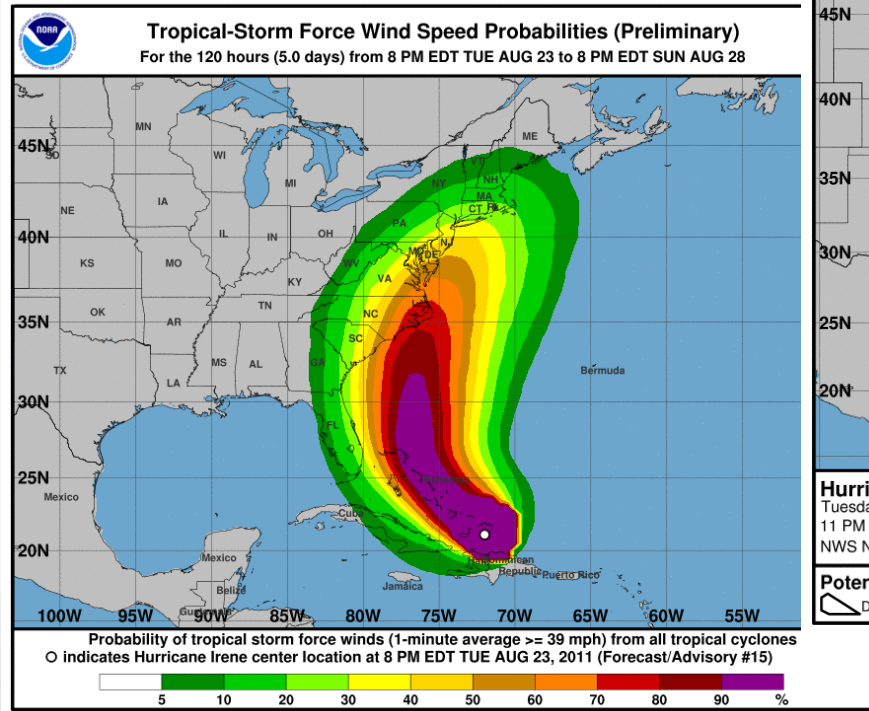 NOAA
Tropical-Storm Force Wind Speed Probabilities (Preliminary)
For the 120 hours (5.0 days) from 8 PM EDT TUE AUG 23 to 8 PM EDT SUN AUG 28
45N
40N
35N
30N
25N
20N
MN
ME
SD
WI
VT
MI
NY
NH
MA
NE
IA
CT RI
PA
IL
IN
OH
NJ
MD
DE
KS
MO
WV
VA
KY
OK
TN
NC
AR
SC
TX
MS
AL
GA
LA
Bermuda
FL
Mexico
Bahamas
Cuba
Mexico
Dominican
Republic
Puerto Rico
Belize
Jamaica
100W 95W 90W 85W 80W 75W 70W 65W 60W 55W
Probability of tropical storm force winds (1-minute average >= 39 mph) from all tropical cyclones
indicates Hurricane Irene center location at 8 PM EDT TUE AUG 23, 2011 (Forecast/Advisory #15)
5 10 20 30 40 50 60 70 80 90 %
45N
40N
35N
30N
25N
20N
Hurri
Tuesda
11 PM
NWS N
Poten
D